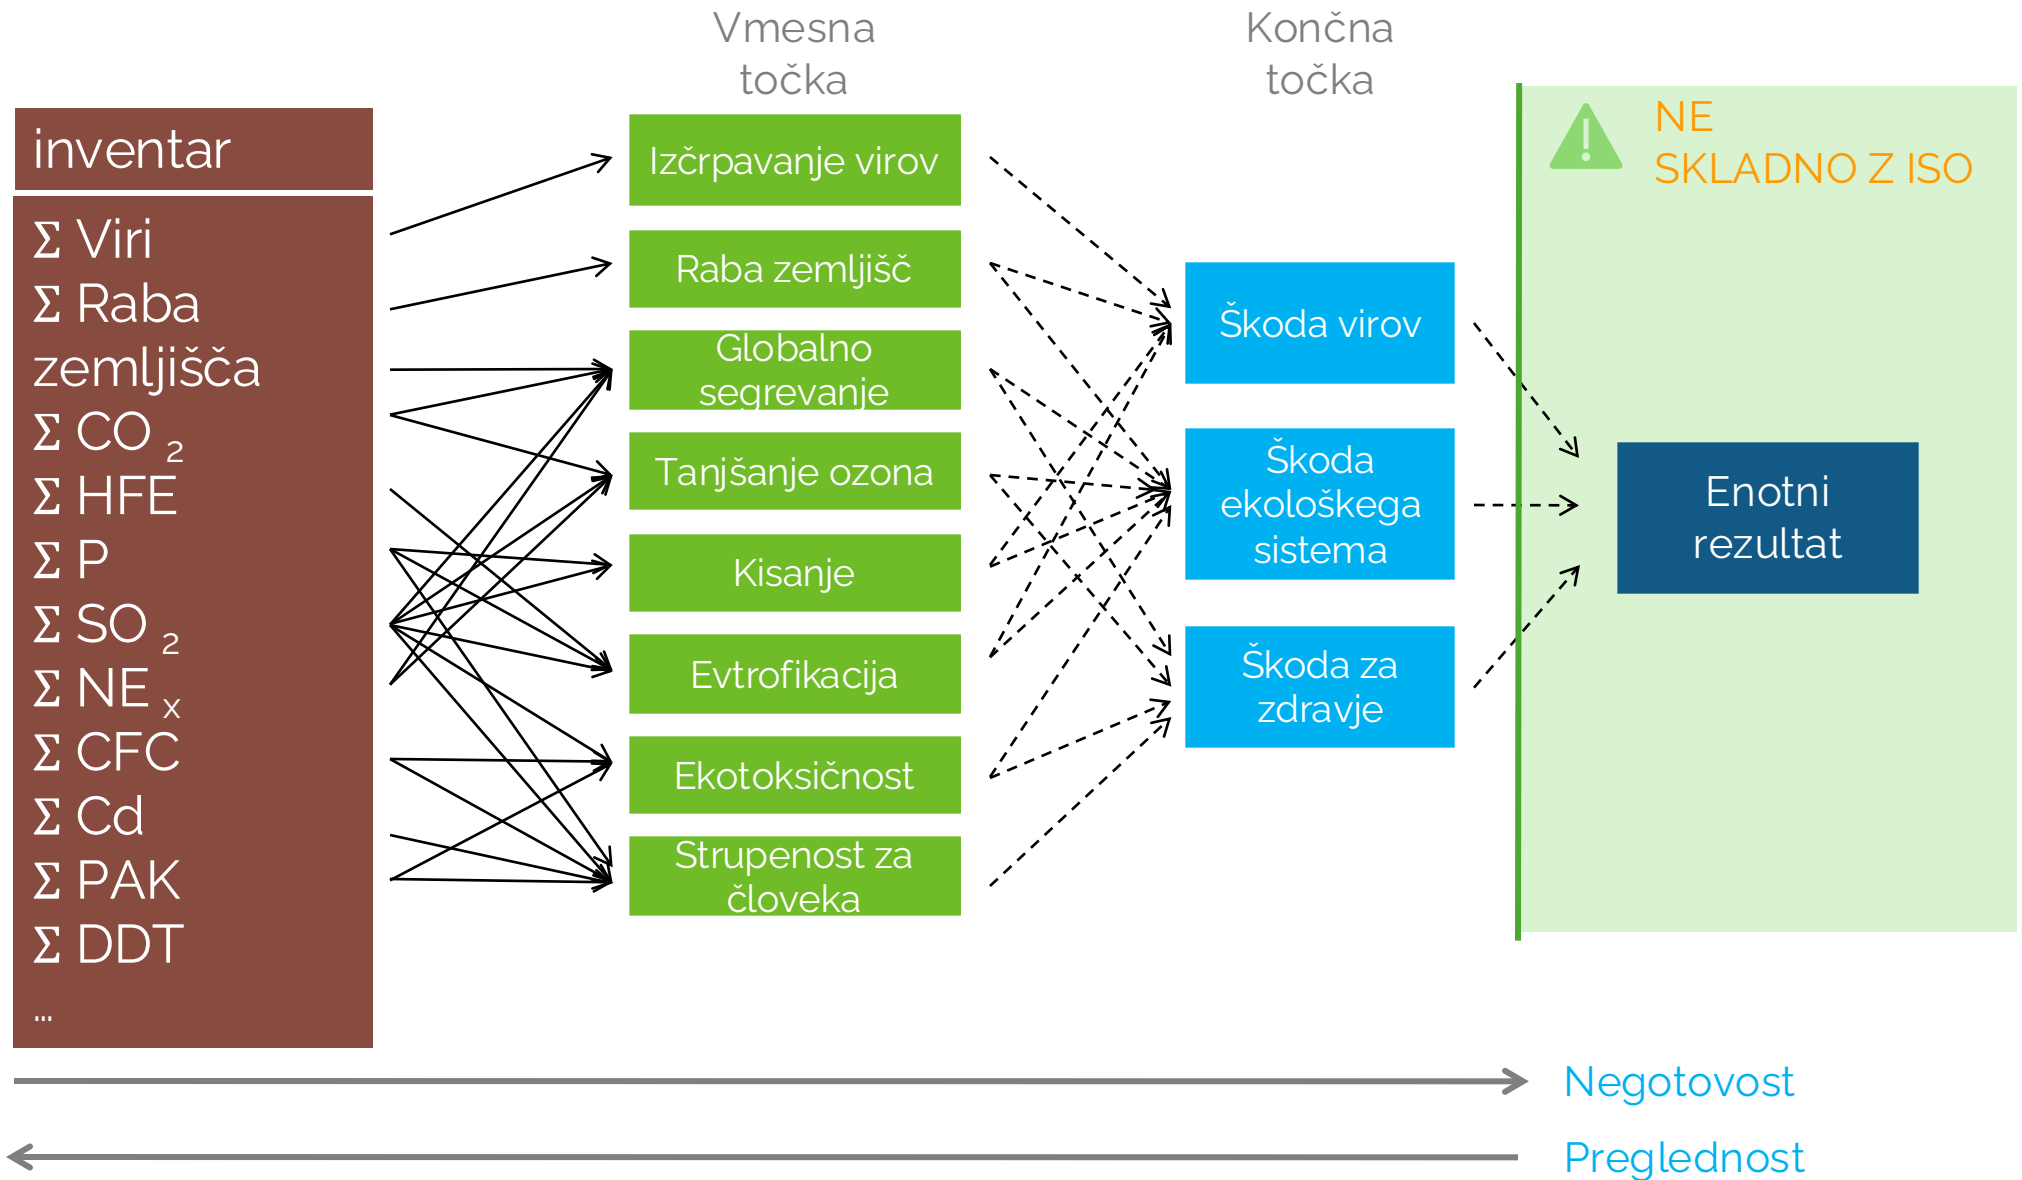 Vmesna
točka
Končna
točka
inventar
Σ Viri
Σ Raba
zemljišča
Σ CO 2
Σ HFE
Σ P
Σ SO 2
Σ NE x
Σ CFC
Σ Cd
Σ PAK
Σ DDT
...
Izčrpavanje virov
Raba zemljišč
Globalno
segrevanje
Tanjšanje ozona
Kisanje
Evtrofikacija
Ekotoksičnost
Strupenost za
človeka
Škoda virov
Škoda
ekološkega
sistema
Škoda za
zdravje
NE
SKLADNO Z ISO
Enotni
rezultat
Negotovost
Preglednost